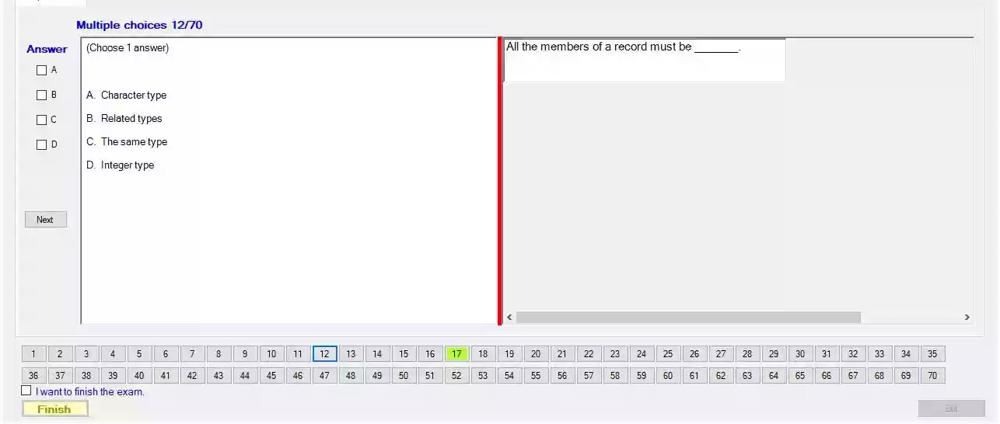 Multiple choices 12/70
Answer
A
B
C
D
Next
(Choose 1 answer)
A. Character type
B. Related types
C. The same type
D. Integer type
All the members of a record must be _______.
1 2 3 4 5 6 7 8 9 10 11 12 13 14 15 16 17 18 19 20 21 22 23 24 25 26 27 28 29 30 31 32 33 34 35
36 37 38 39 40 41 42 43 44 45 46 47 48 49 50 51 52 53 54 55 56 57 58 59 60 61 62 63 64 65 66 67 68 69 70
I want to finish the exam.
Finish
Exit